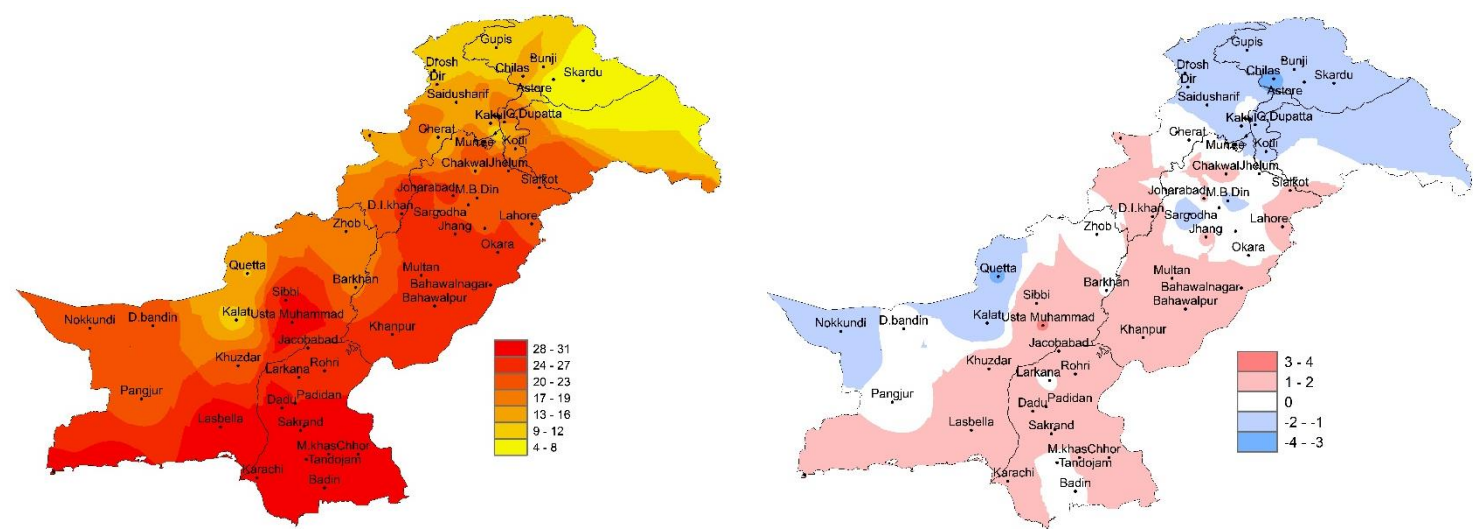 Gupis
Drosh
Dir
Chilas
Bunji
Skardu
Astore
Saidusharif
Kakul
G.Dupatta
Cherat
Murree
Kotli
Chakwal
Jhelum
Sialkot
Joharabad
M.B.Din
D.I.khan
Sargodha
Lahore
Jhang
Zhob
Okara
Quetta
Multan
Barkhan
Bahawalnagar
Sibbi
Bahawalpur
Kalat
Usta Muhammad
Nokkundi
D.bandin
Khanpur
Jacobabad
Khuzdar
Rohri
Larkana
Pangjur
Dadu
Padidan
Lasbella
Sakrand
M.khas
Chhor
Tandojam
Karachi
Badin
28 - 31
24 - 27
20 - 23
17 - 19
13 - 16
9 - 12
4 - 8
Gupis
Drosh
Dir
Chilas
Bunji
Skardu
Astore
Saidusharif
Kakul
G.Dupatta
Cherat
Murree
Kotli
Chakwal
Jhelum
Sialkot
Joharabad
M.B.Din
D.I.khan
Sargodha
Lahore
Jhang
Zhob
Okara
Quetta
Multan
Barkhan
Bahawalnagar
Sibbi
Bahawalpur
Kalat
Usta Muhammad
Nokkundi
D.bandin
Khanpur
Jacobabad
Khuzdar
Rohri
Larkana
Pangjur
Dadu
Padidan
Lasbella
Sakrand
M.khas
Chhor
Tandojam
Karachi
Badin
3 - 4
1 - 2
0
-2 - -1
-4 - -3